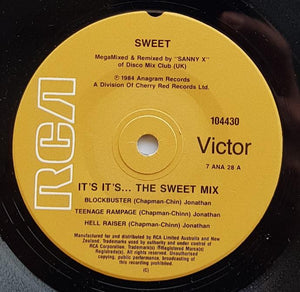 SWEET
MegaMixed & Remixed by "SANNY X"
of Disco Mix Club (UK)
℗ 1984 Anagram Records
A Division Of Cherry Red Records Ltd.
RCA
104430
Victor
7 ANA 28 A
IT'S IT'S... THE SWEET MIX
BLOCKBUSTER (Chapman-Chin) Jonathan
TEENAGE RAMPAGE (Chapman-Chinn) Jonathan
HELL RAISER (Chapman-Chinn) Jonathan
Manufactured for and distributed by RCA Limited Australia and New
Zealand. Trademarks used by authority and under control
of RCA Corporation. Trademark(s) ®Registered Marca(s)
Registrada(s). Unauthorised
copying, public performance, broadcasting of
this recording prohibited
(C)